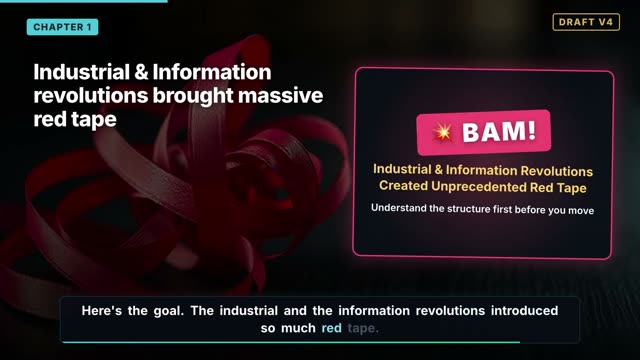 CHAPTER 1
DRAFT V4
Industrial & Information
revolutions brought massive
red tape
💥 BAM!
Industrial & Information Revolutions
Created Unprecedented Red Tape
Understand the structure first before you move
Here's the goal. The industrial and the information revolutions introduced
so much red tape.